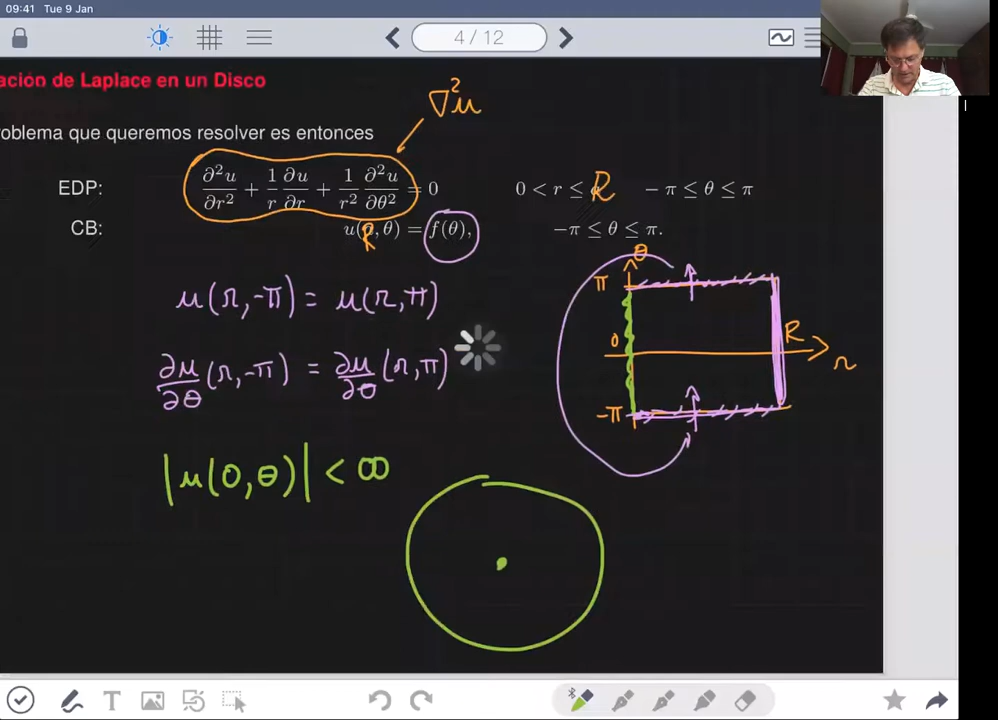 09:41 Tue 9 Jan
4 / 12
ación de Laplace en un Disco
∇²u
roblema que queremos resolver es entonces
EDP: ∂²u/∂r² + 1/r ∂u/∂r + 1/r² ∂²u/∂θ² = 0 0 < r ≤ R − π ≤ θ ≤ π
CB: u(R, θ) = f(θ), −π ≤ θ ≤ π.
θ
π
u(r,-π) = u(r,π)
0 R
r
∂u/∂θ (r,-π) = ∂u/∂θ (r,π)
-π
|u(0,θ)| < ∞
T